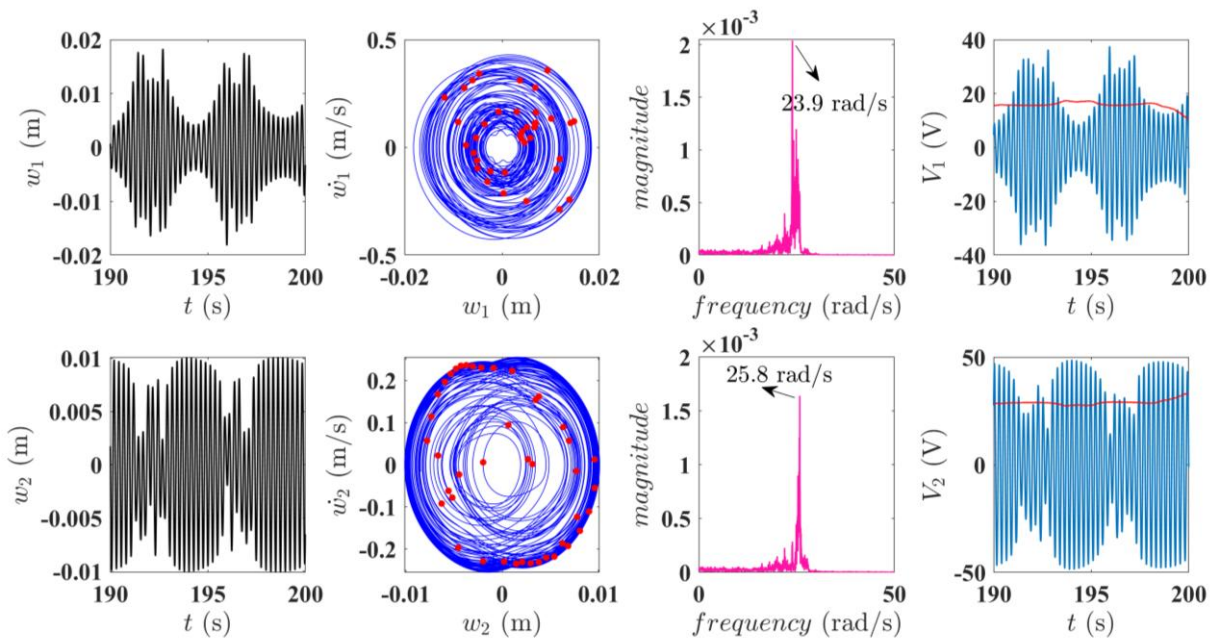 0.02
0.01
0
-0.01
-0.02
190 195 200
t (s)
w₁ (m)
0.5
0
-0.5
-0.02 0 0.02
w₁ (m)
ẇ₁ (m/s)
×10⁻³
2
1.5
1
0.5
0
0 50
frequency (rad/s)
magnitude
23.9 rad/s
40
20
0
-20
-40
190 195 200
t (s)
V₁ (V)
0.01
0.005
0
-0.005
-0.01
190 195 200
t (s)
w₂ (m)
0.2
0.1
0
-0.1
-0.2
-0.01 0 0.01
w₂ (m)
ẇ₂ (m/s)
×10⁻³
2
1.5
1
0.5
0
0 50
frequency (rad/s)
magnitude
25.8 rad/s
50
0
-50
190 195 200
t (s)
V₂ (V)